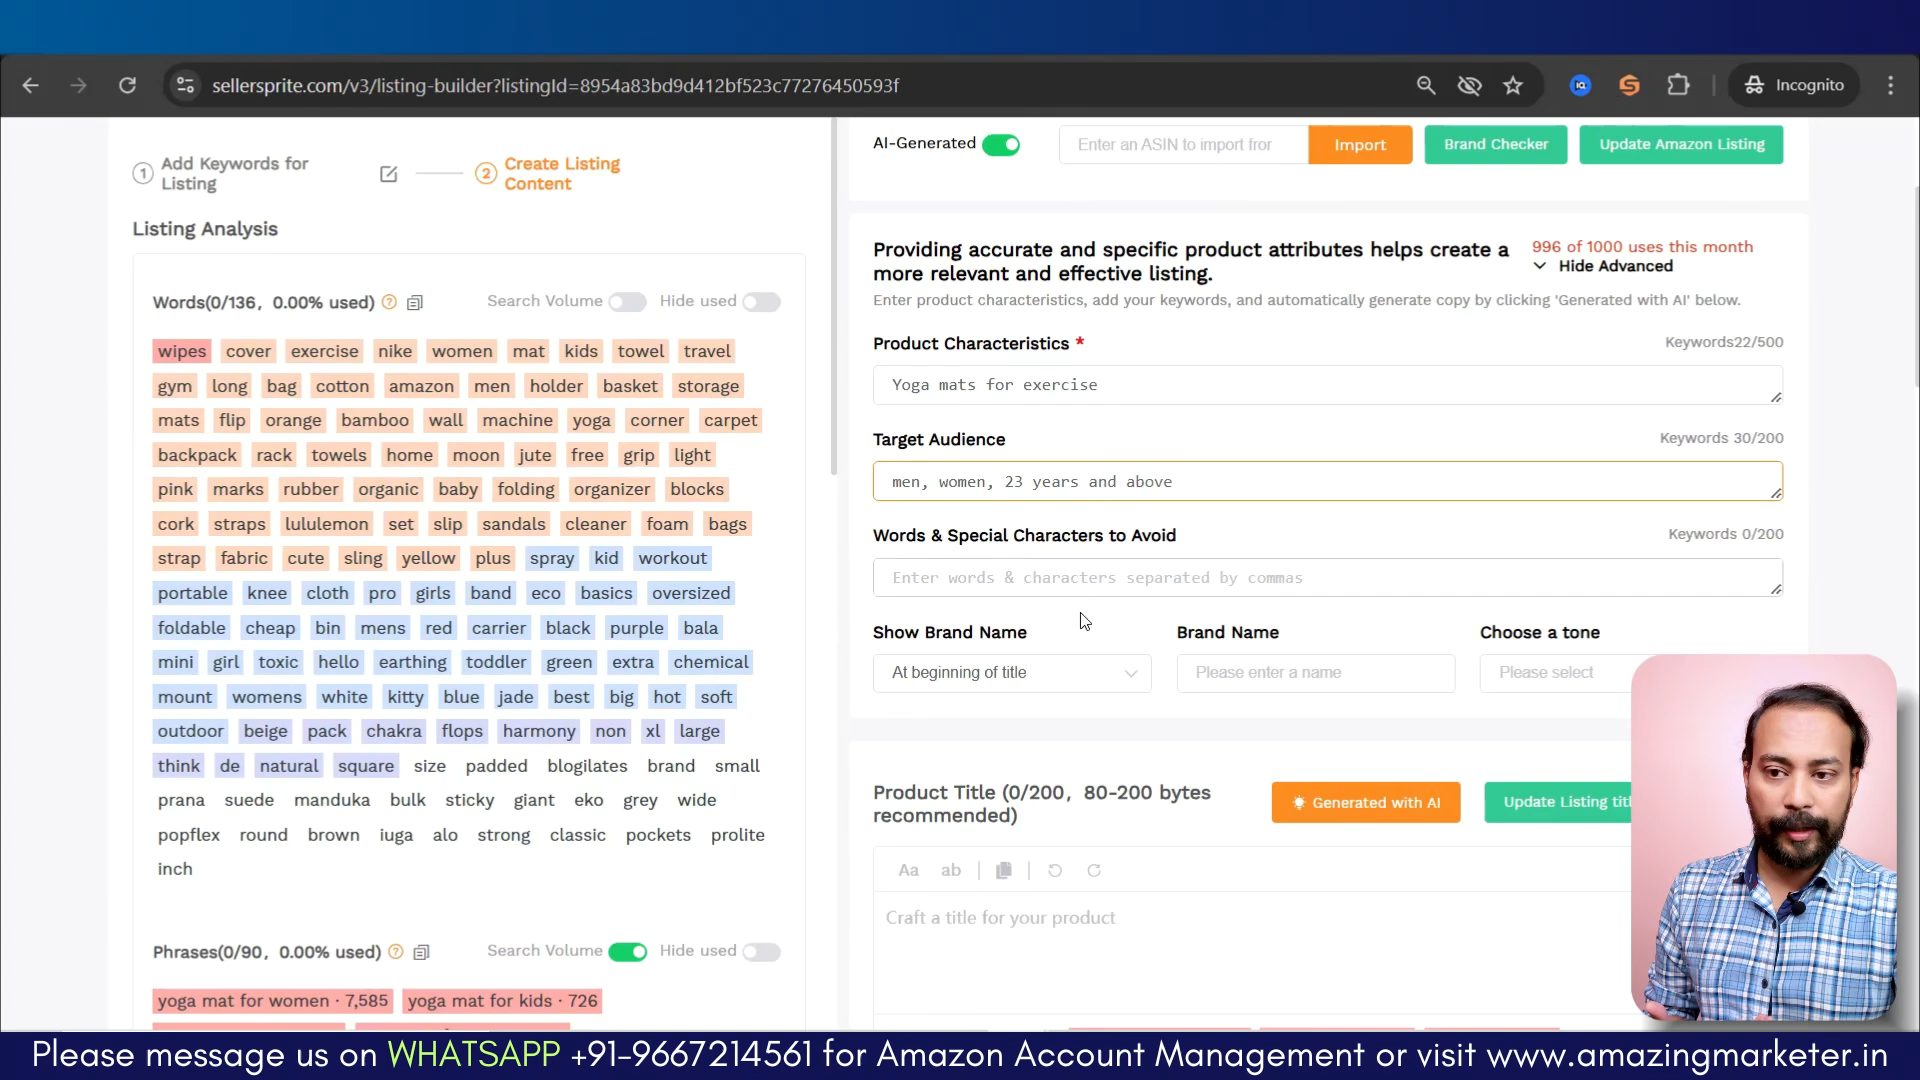 sellersprite.com/v3/listing-builder?listingId=8954a83bd9d412bf523c77276450593f
Incognito
1 Add Keywords for Listing
2 Create Listing Content
Listing Analysis
Words(0/136, 0.00% used) Search Volume Hide used
wipes cover exercise nike women mat kids towel travel
gym long bag cotton amazon men holder basket storage
mats flip orange bamboo wall machine yoga corner carpet
backpack rack towels home moon jute free grip light
pink marks rubber organic baby folding organizer blocks
cork straps lululemon set slip sandals cleaner foam bags
strap fabric cute sling yellow plus spray kid workout
portable knee cloth pro girls band eco basics oversized
foldable cheap bin mens red carrier black purple bala
mini girl toxic hello earthing toddler green extra chemical
mount womens white kitty blue jade best big hot soft
outdoor beige pack chakra flops harmony non xl large
think de natural square size padded blogilates brand small
prana suede manduka bulk sticky giant eko grey wide
popflex round brown iuga alo strong classic pockets prolite
inch
Phrases(0/90, 0.00% used) Search Volume Hide used
yoga mat for women · 7,585 yoga mat for kids · 726
AI-Generated Enter an ASIN to import fror Import Brand Checker Update Amazon Listing
Providing accurate and specific product attributes helps create a
more relevant and effective listing.
996 of 1000 uses this month
Hide Advanced
Enter product characteristics, add your keywords, and automatically generate copy by clicking 'Generated with AI' below.
Product Characteristics * Keywords22/500
Yoga mats for exercise
Target Audience Keywords 30/200
men, women, 23 years and above
Words & Special Characters to Avoid Keywords 0/200
Enter words & characters separated by commas
Show Brand Name Brand Name Choose a tone
At beginning of title Please enter a name Please select
Product Title (0/200, 80-200 bytes
recommended)
Generated with AI Update Listing titl
Aa ab
Craft a title for your product
Please message us on WHATSAPP +91-9667214561 for Amazon Account Management or visit www.amazingmarketer.in